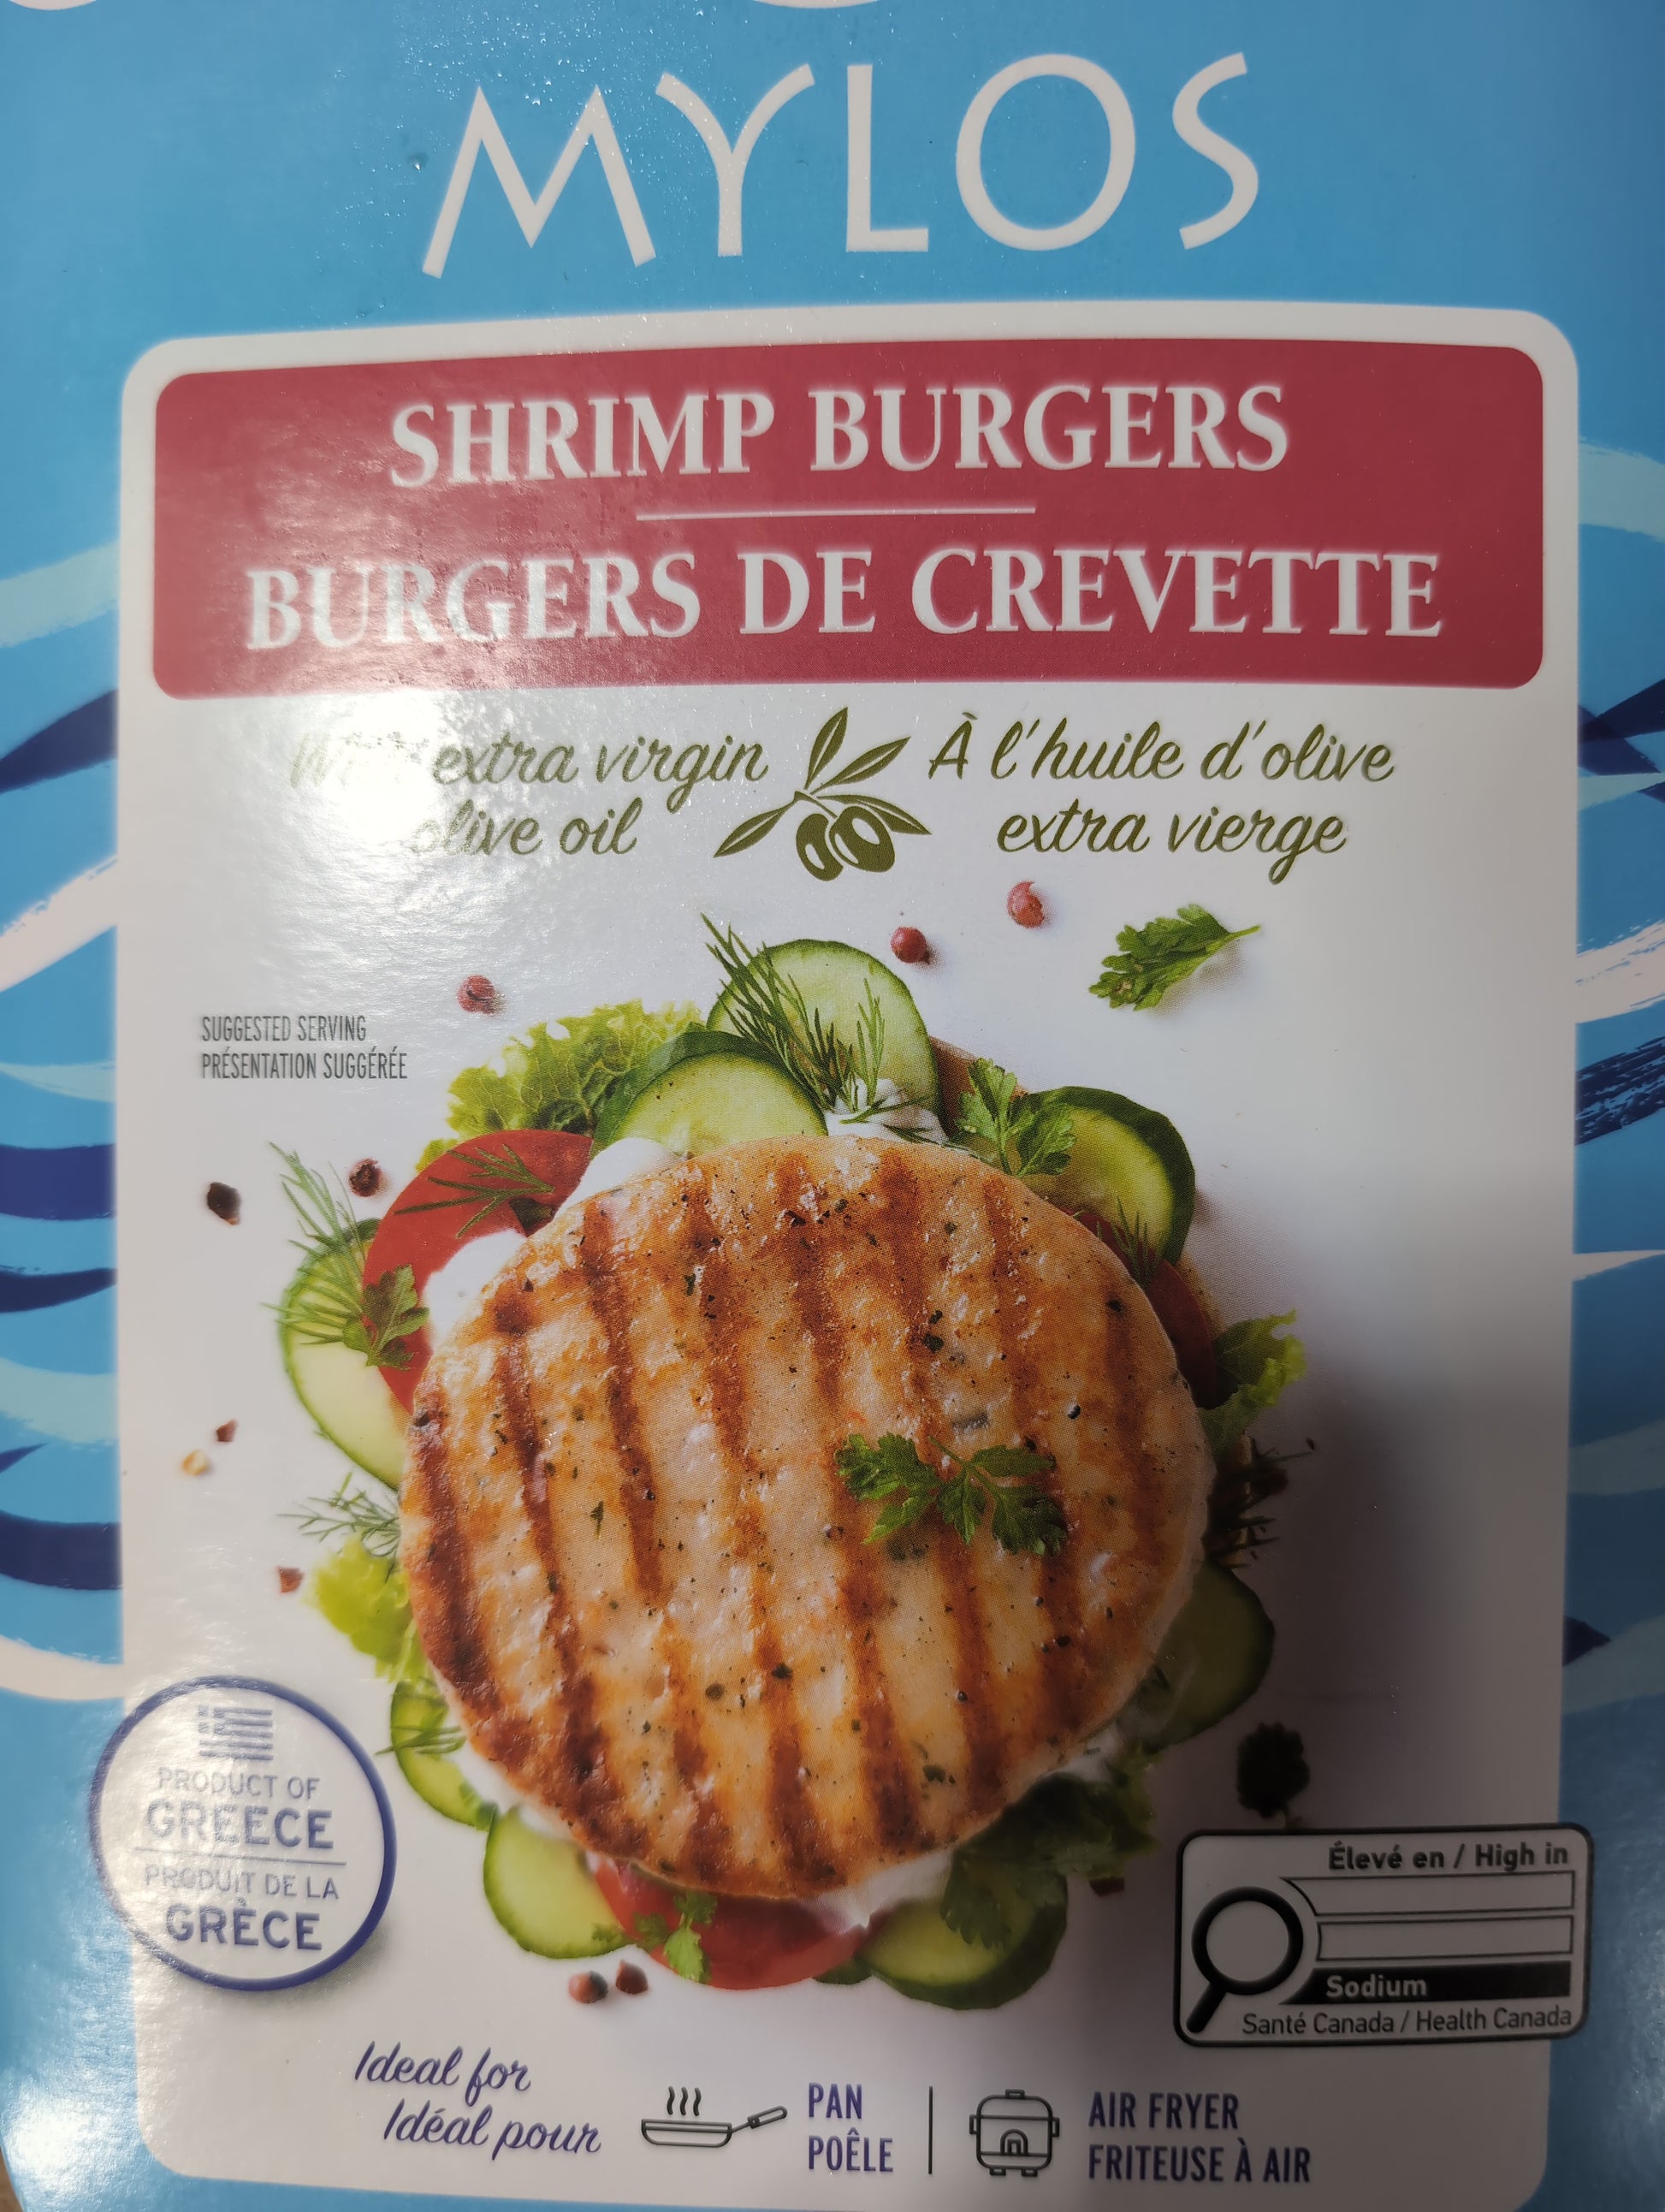 MYLOS
SHRIMP BURGERS
BURGERS DE CREVETTE
With extra virgin
olive oil
À l'huile d'olive
extra vierge
SUGGESTED SERVING
PRÉSENTATION SUGGÉRÉE
PRODUCT OF
GREECE
PRODUIT DE LA
GRÈCE
Élevé en / High in
Sodium
Santé Canada / Health Canada
Ideal for
Idéal pour
PAN
POÊLE
AIR FRYER
FRITEUSE À AIR